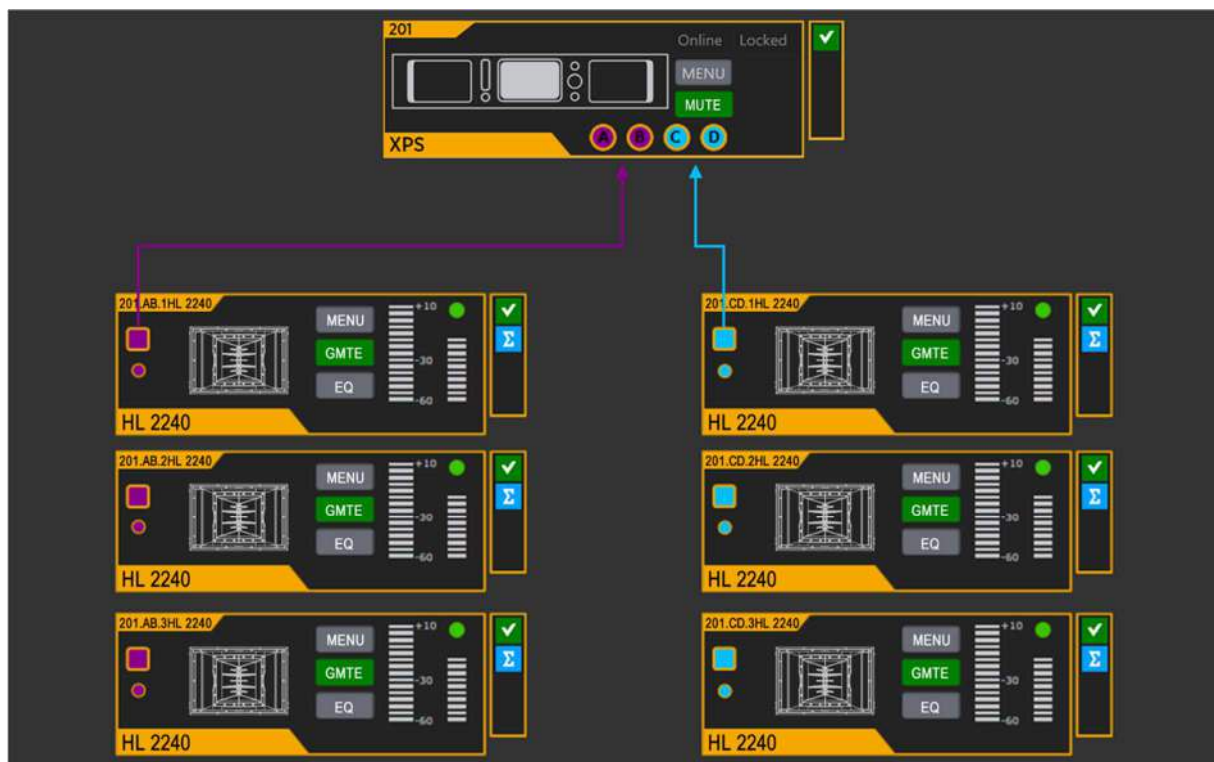 201
Online Locked
MENU
MUTE
A B C D
XPS
201.AB.1HL 2240
MENU
GMTE
EQ
+10
-30
-60
Σ
HL 2240
201.CD.1HL 2240
MENU
GMTE
EQ
+10
-30
-60
Σ
HL 2240
201.AB.2HL 2240
MENU
GMTE
EQ
+10
-30
-60
Σ
HL 2240
201.CD.2HL 2240
MENU
GMTE
EQ
+10
-30
-60
Σ
HL 2240
201.AB.3HL 2240
MENU
GMTE
EQ
+10
-30
-60
Σ
HL 2240
201.CD.3HL 2240
MENU
GMTE
EQ
+10
-30
-60
Σ
HL 2240